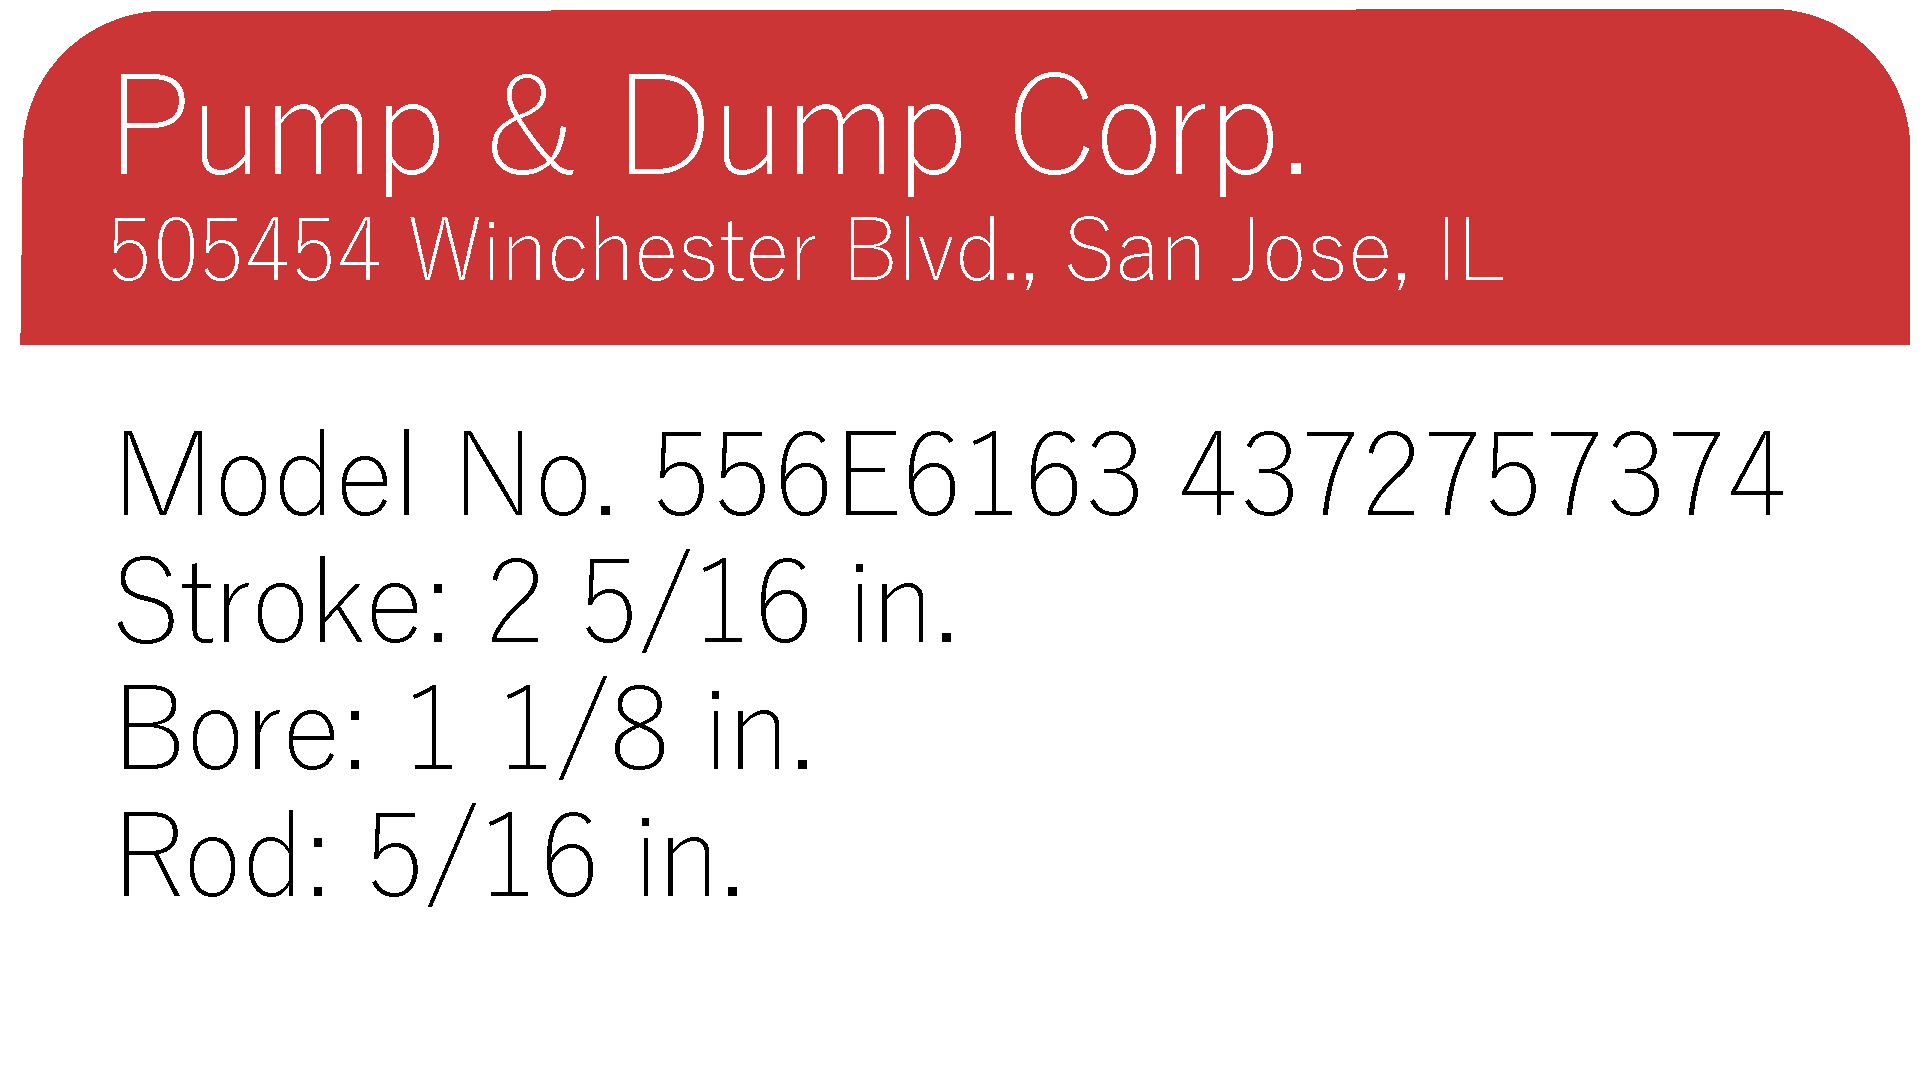 Pump & Dump Corp.
505454 Winchester Blvd., San Jose, IL
Model No. 556E6163 4372757374
Stroke: 2 5/16 in.
Bore: 1 1/8 in.
Rod: 5/16 in.